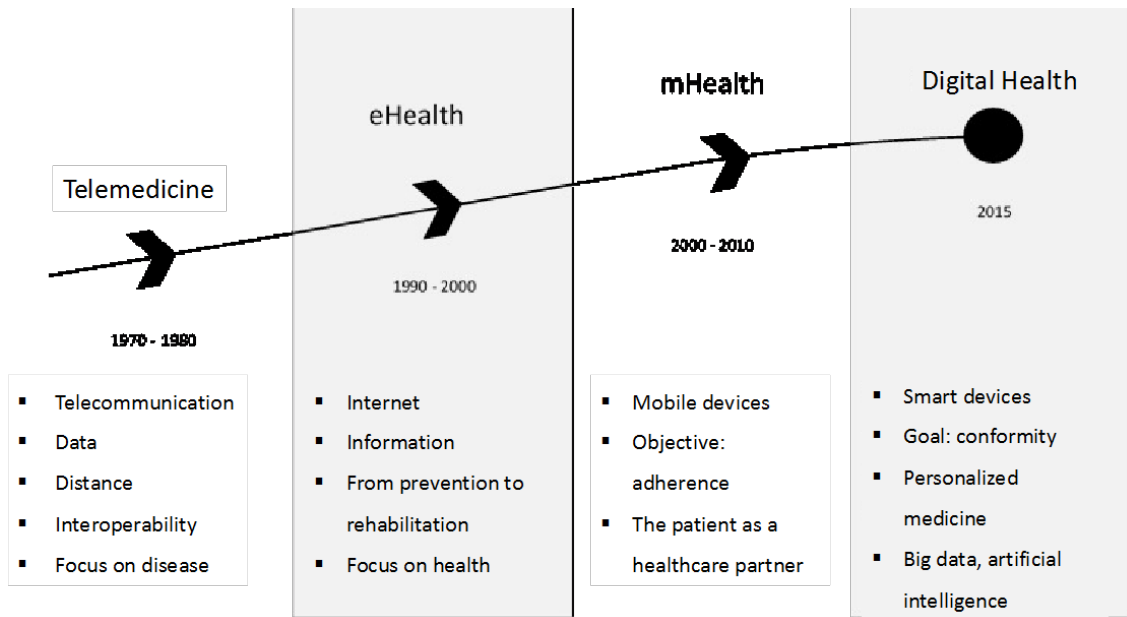 Telemedicine
1970 - 1980
▪ Telecommunication
▪ Data
▪ Distance
▪ Interoperability
▪ Focus on disease
eHealth
1990 - 2000
▪ Internet
▪ Information
▪ From prevention to
rehabilitation
▪ Focus on health
mHealth
2000 - 2010
▪ Mobile devices
▪ Objective:
adherence
▪ The patient as a
healthcare partner
Digital Health
2015
▪ Smart devices
▪ Goal: conformity
▪ Personalized
medicine
▪ Big data, artificial
intelligence